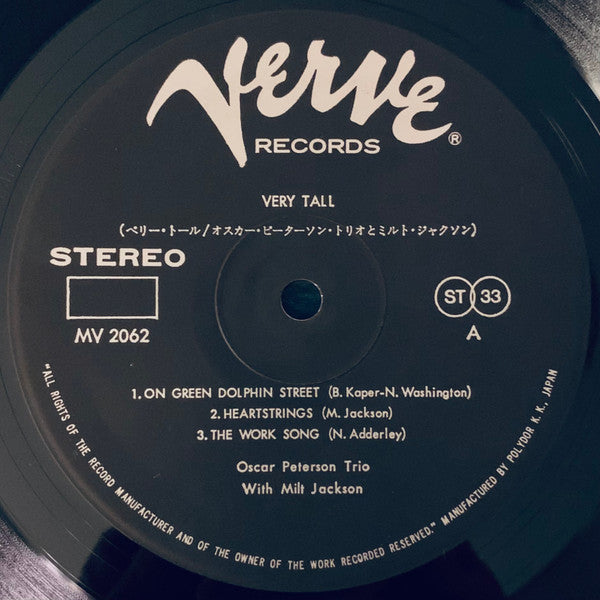 Verve
RECORDS ®
VERY TALL
(ベリー・トール/オスカー・ピーターソン・トリオとミルト・ジャクソン)
STEREO
MV 2062
ST 33
A
1. ON GREEN DOLPHIN STREET (B. Kaper-N. Washington)
2. HEARTSTRINGS (M. Jackson)
3. THE WORK SONG (N. Adderley)
Oscar Peterson Trio
With Milt Jackson
"ALL RIGHTS OF THE RECORD MANUFACTURER AND OF THE OWNER OF THE WORK RECORDED RESERVED." MANUFACTURED BY POLYDOR K. K., JAPAN